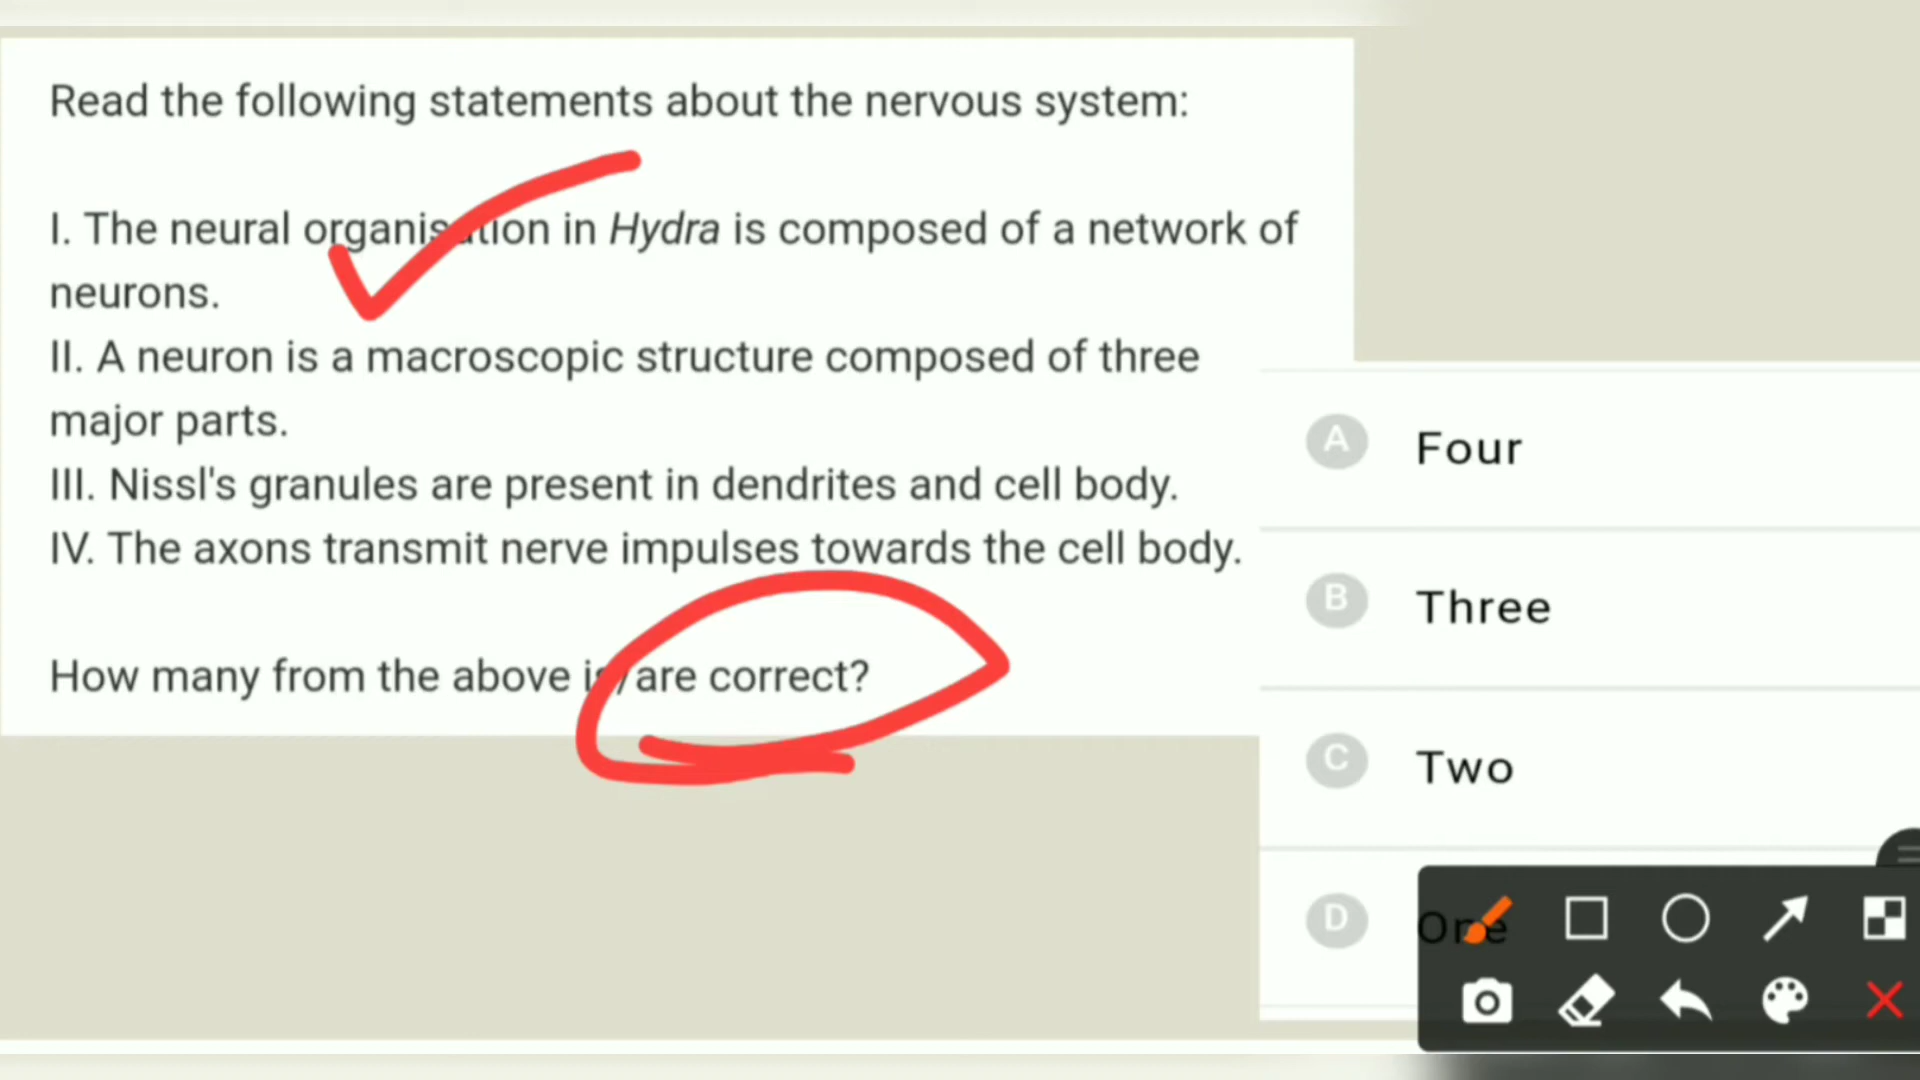 Read the following statements about the nervous system:
I. The neural organisation in Hydra is composed of a network of
neurons.
II. A neuron is a macroscopic structure composed of three
major parts.
III. Nissl's granules are present in dendrites and cell body.
IV. The axons transmit nerve impulses towards the cell body.
How many from the above is/are correct?
A Four
B Three
C Two
D One